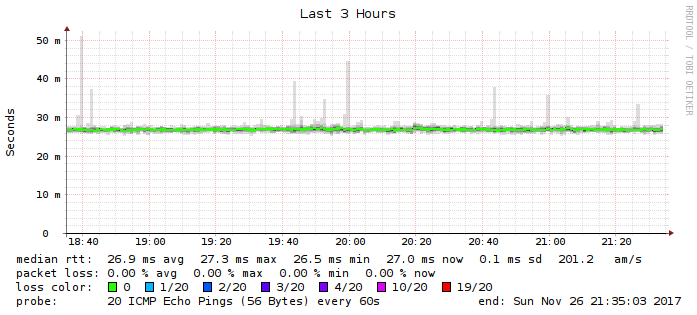 Last 3 Hours
RRDTOOL / TOBI OETIKER
Seconds
50 m
40 m
30 m
20 m
10 m
0
18:40 19:00 19:20 19:40 20:00 20:20 20:40 21:00 21:20
median rtt: 26.9 ms avg 27.3 ms max 26.5 ms min 27.0 ms now 0.1 ms sd 201.2 am/s
packet loss: 0.00 % avg 0.00 % max 0.00 % min 0.00 % now
loss color: 0 1/20 2/20 3/20 4/20 10/20 19/20
probe: 20 ICMP Echo Pings (56 Bytes) every 60s end: Sun Nov 26 21:35:03 2017